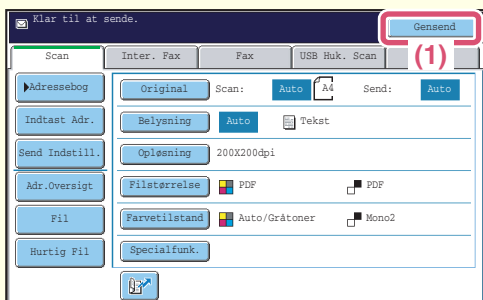 Klar til at
sende.
Gensend
(1)
Scan
Inter. Fax
Fax
USB Huk. Scan
Adressebog
Original
Scan:
Auto
A4
Send:
Auto
Indtast Adr.
Belysning
Auto
Tekst
Send Indstill.
Opløsning
200X200dpi
Adr.Oversigt
Filstørrelse
PDF
PDF
Fil
Farvetilstand
Auto/Gråtoner
Mono2
Hurtig Fil
Specialfunk.